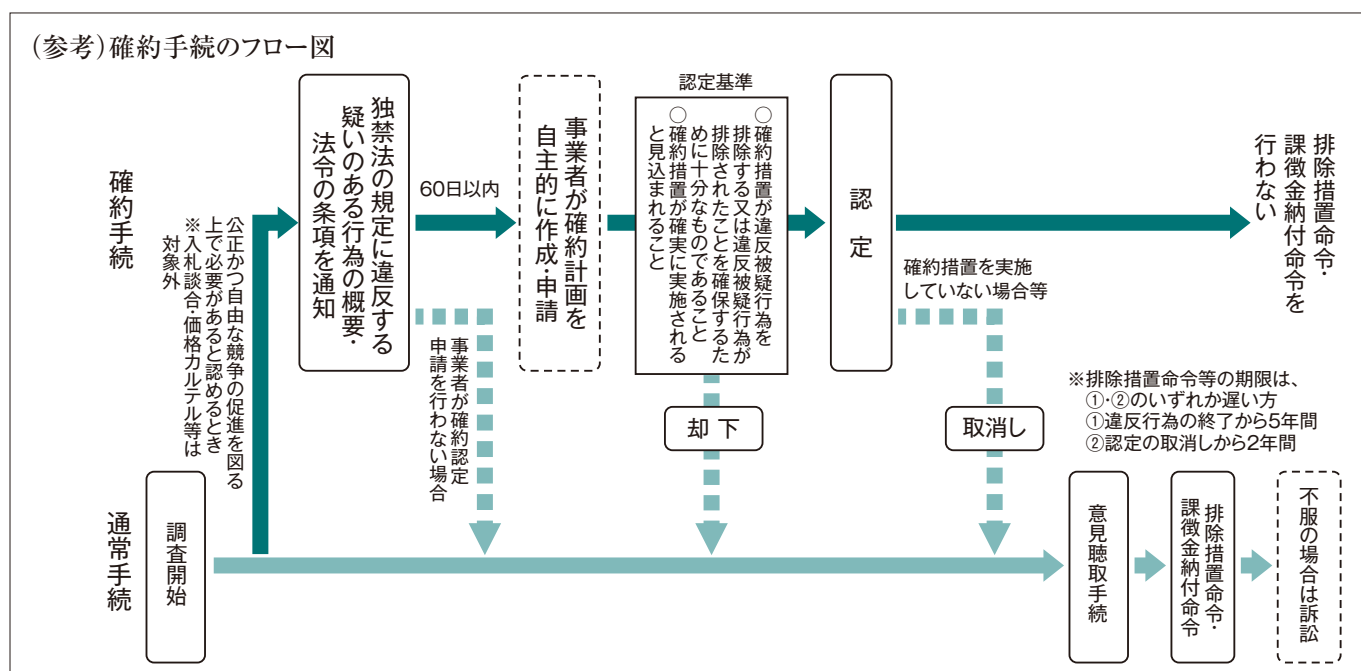 (参考)確約手続のフロー図
確約手続
公正かつ自由な競争の促進を図る
上で必要があると認めるとき
※入札談合・価格カルテル等は
対象外
独禁法の規定に違反する
疑いのある行為の概要・
法令の条項を通知
60日以内
事業者が確約認定
申請を行わない場合
事業者が確約計画を
自主的に作成・申請
認定基準
○確約措置が違反被疑行為を
排除する又は違反被疑行為が
排除されたことを確保するた
めに十分なものであること
○確約措置が確実に実施される
と見込まれること
却下
認定
確約措置を実施
していない場合等
取消し
排除措置命令・
課徴金納付命令を
行わない
※排除措置命令等の期限は、
①・②のいずれか遅い方
①違反行為の終了から5年間
②認定の取消しから2年間
通常手続
調査開始
意見聴取手続
排除措置命令・
課徴金納付命令
不服の場合は訴訟